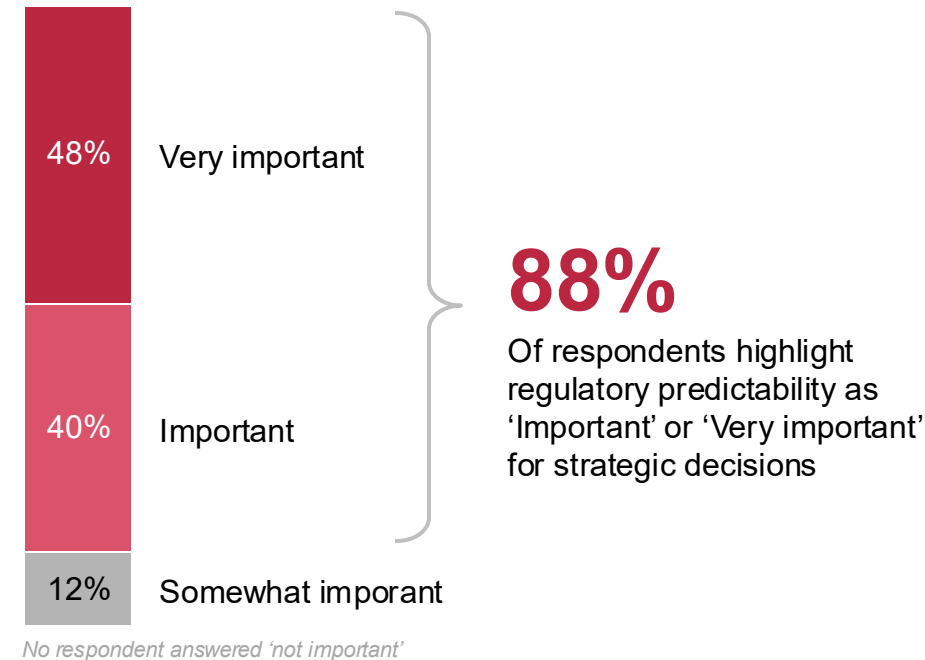 48%
Very important
88%
Of respondents highlight
regulatory predictability as
‘Important’ or ‘Very important’
for strategic decisions
40%
Important
12%
Somewhat imporant
No respondent answered ‘not important’